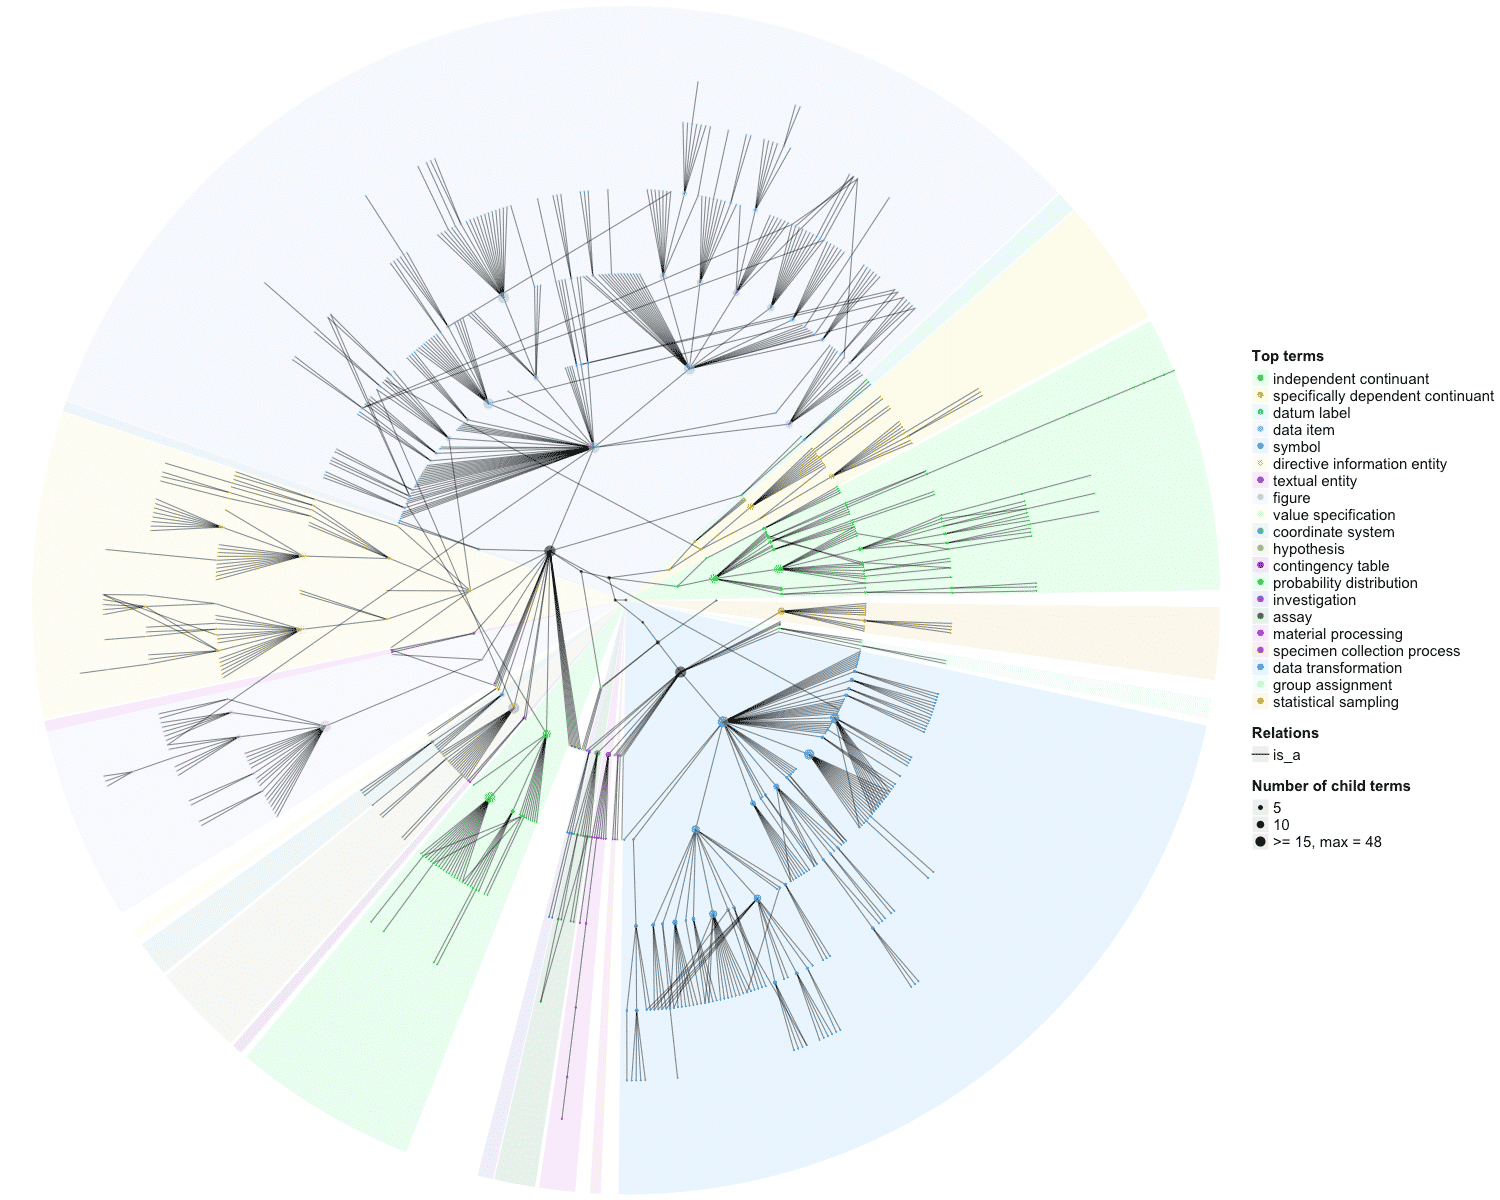 Top terms
independent continuant
specifically dependent continuant
datum label
data item
symbol
directive information entity
textual entity
figure
value specification
coordinate system
hypothesis
contingency table
probability distribution
investigation
assay
material processing
specimen collection process
data transformation
group assignment
statistical sampling
Relations
is_a
Number of child terms
5
10
>= 15, max = 48